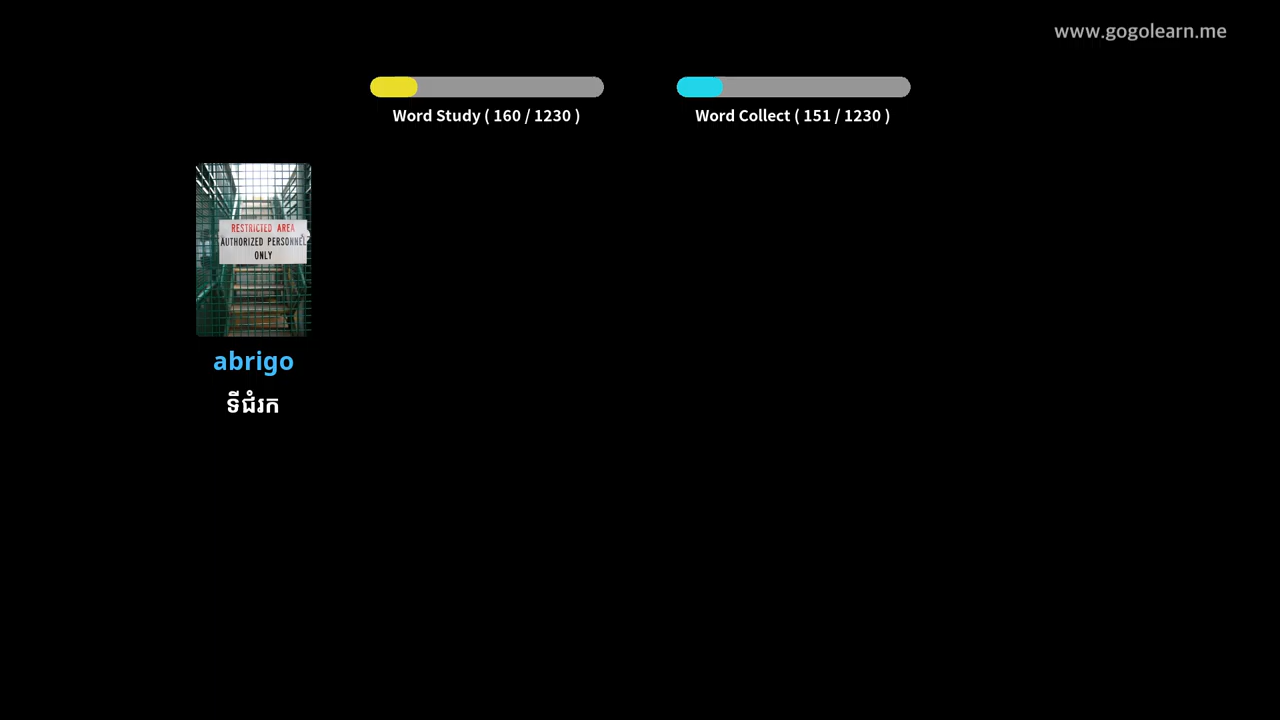 www.gogolearn.me
Word Study ( 160 / 1230 )
Word Collect ( 151 / 1230 )
RESTRICTED AREA
AUTHORIZED PERSONNEL
ONLY
abrigo
ទីជំរក